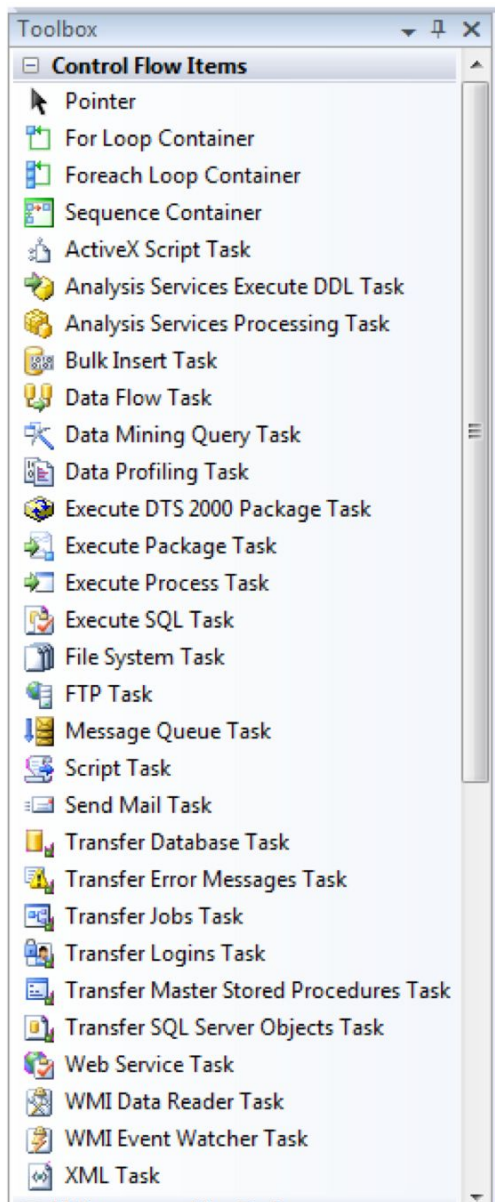 Toolbox
Control Flow Items
Pointer
For Loop Container
Foreach Loop Container
Sequence Container
ActiveX Script Task
Analysis Services Execute DDL Task
Analysis Services Processing Task
Bulk Insert Task
Data Flow Task
Data Mining Query Task
Data Profiling Task
Execute DTS 2000 Package Task
Execute Package Task
Execute Process Task
Execute SQL Task
File System Task
FTP Task
Message Queue Task
Script Task
Send Mail Task
Transfer Database Task
Transfer Error Messages Task
Transfer Jobs Task
Transfer Logins Task
Transfer Master Stored Procedures Task
Transfer SQL Server Objects Task
Web Service Task
WMI Data Reader Task
WMI Event Watcher Task
XML Task